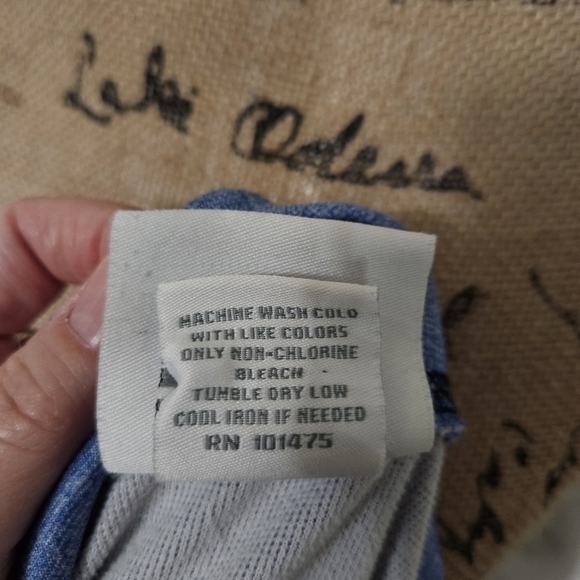 Lake Odessa
MACHINE WASH COLD
WITH LIKE COLORS
ONLY NON-CHLORINE
BLEACH
TUMBLE DRY LOW
COOL IRON IF NEEDED
RN 101475